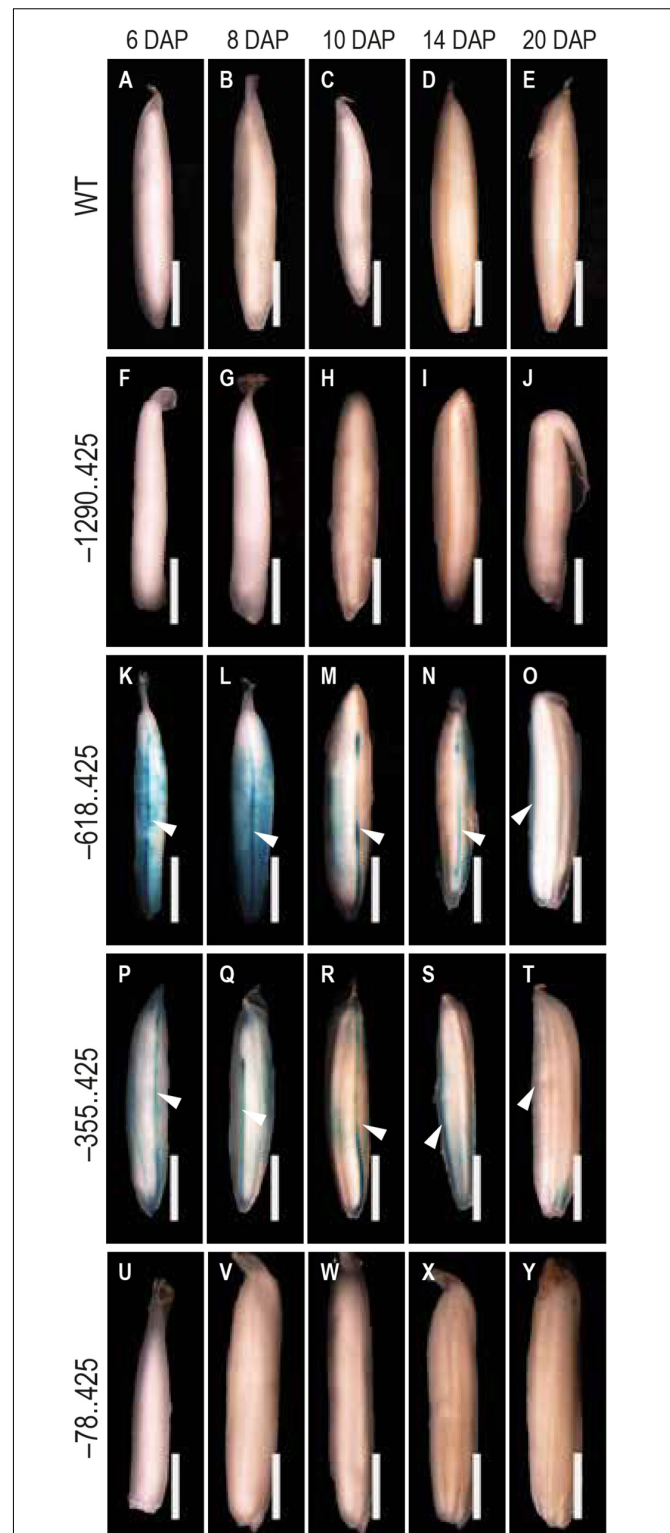 6 DAP 8 DAP 10 DAP 14 DAP 20 DAP
WT
A B C D E
–1290..425
F G H I J
–618..425
K L M N O
–355..425
P Q R S T
–78..425
U V W X Y